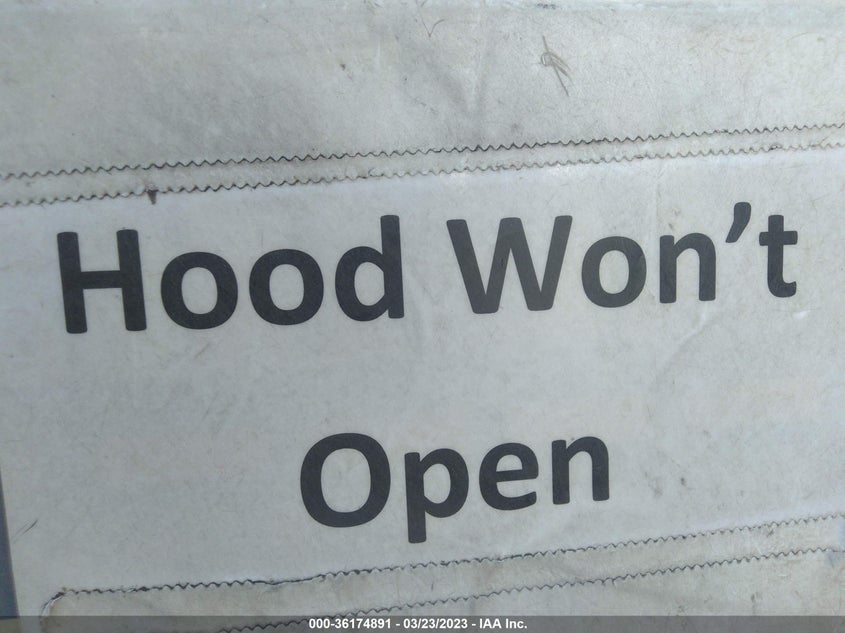 Hood Won’t
Open
000-36174891 - 03/23/2023 - IAA Inc.